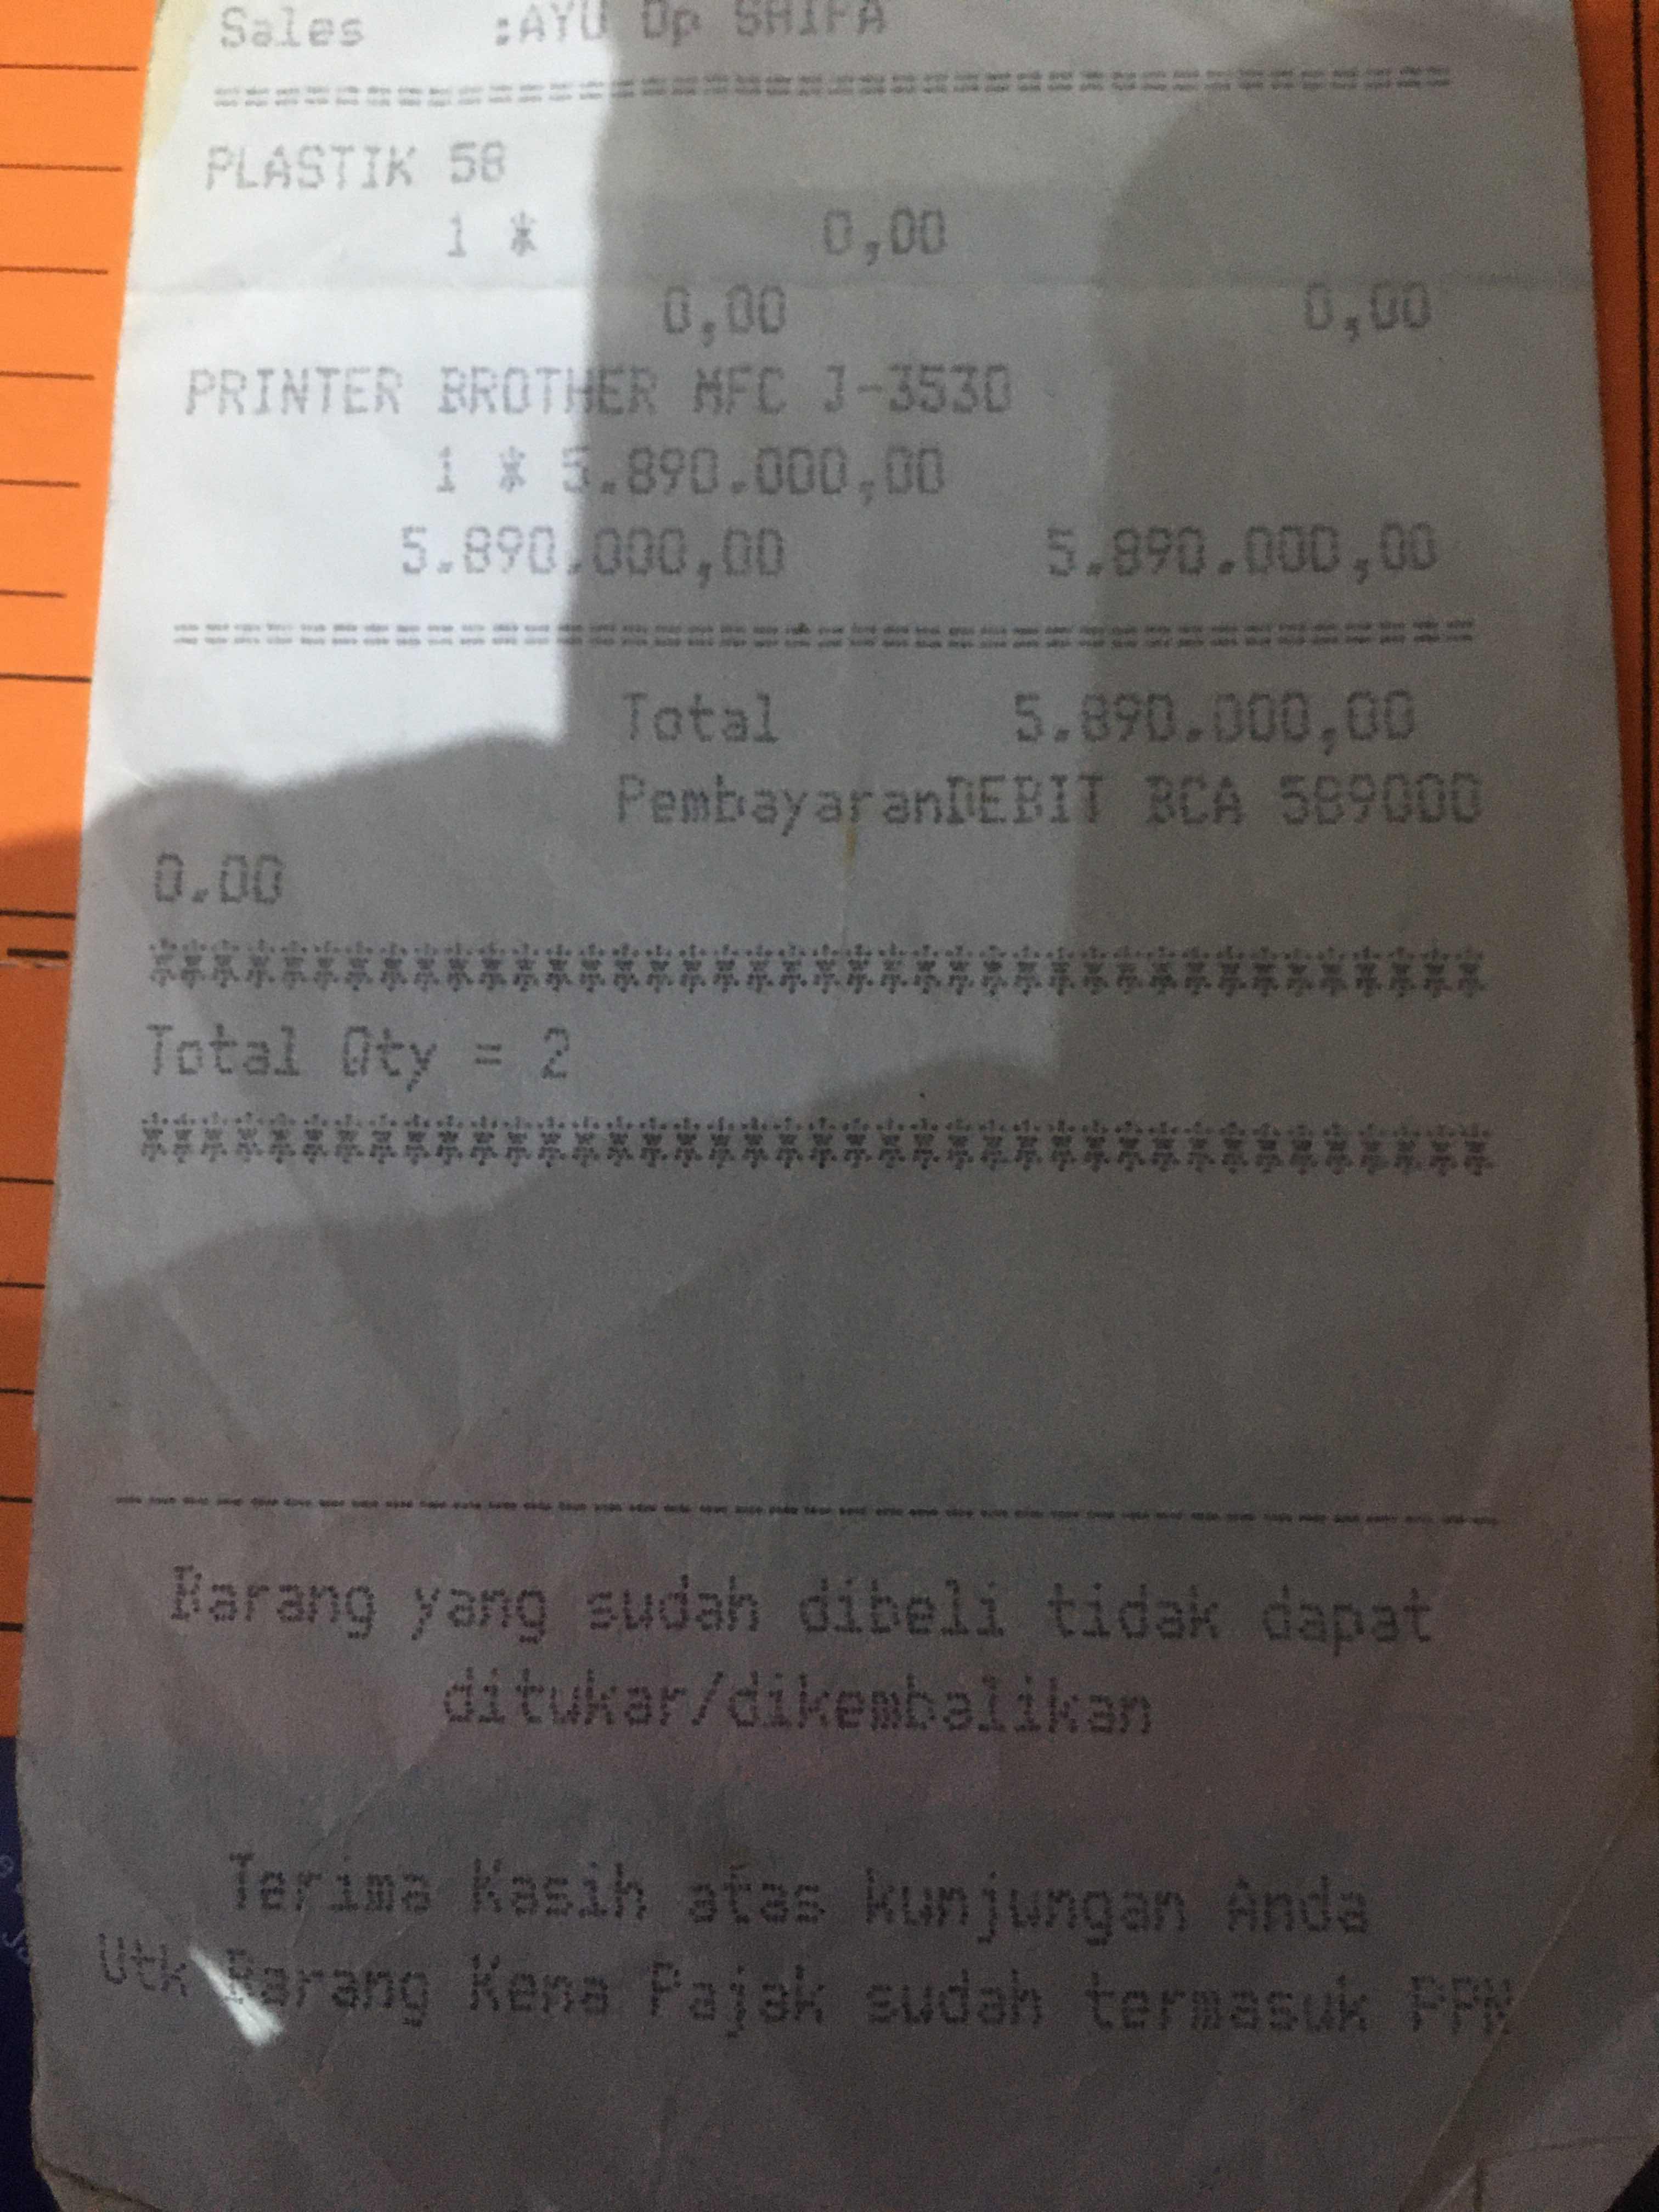 Sales :AYU Op SHIFA
======================================
PLASTIK 58
1 * 0,00
0,00 0,00
PRINTER BROTHER MFC J-3530
1 * 5.890.000,00
5.890.000,00 5.890.000,00
========================================
Total 5.890.000,00
PembayaranDEBIT BCA 589000
0.00
****************************************
Total Qty = 2
****************************************
----------------------------------------
Barang yang sudah dibeli tidak dapat
ditukar/dikembalikan
Terima Kasih atas kunjungan Anda
Utk Barang Kena Pajak sudah termasuk PPN